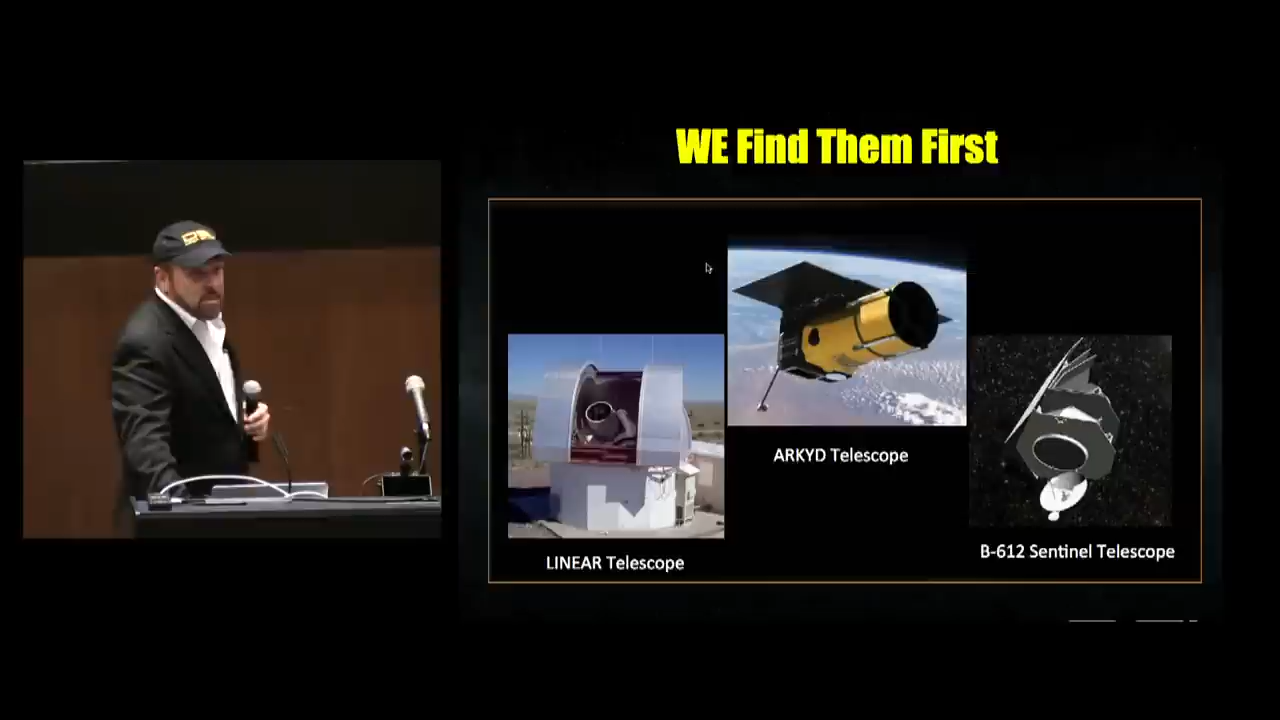 WE Find Them First
ARKYD Telescope
B-612 Sentinel Telescope
LINEAR Telescope